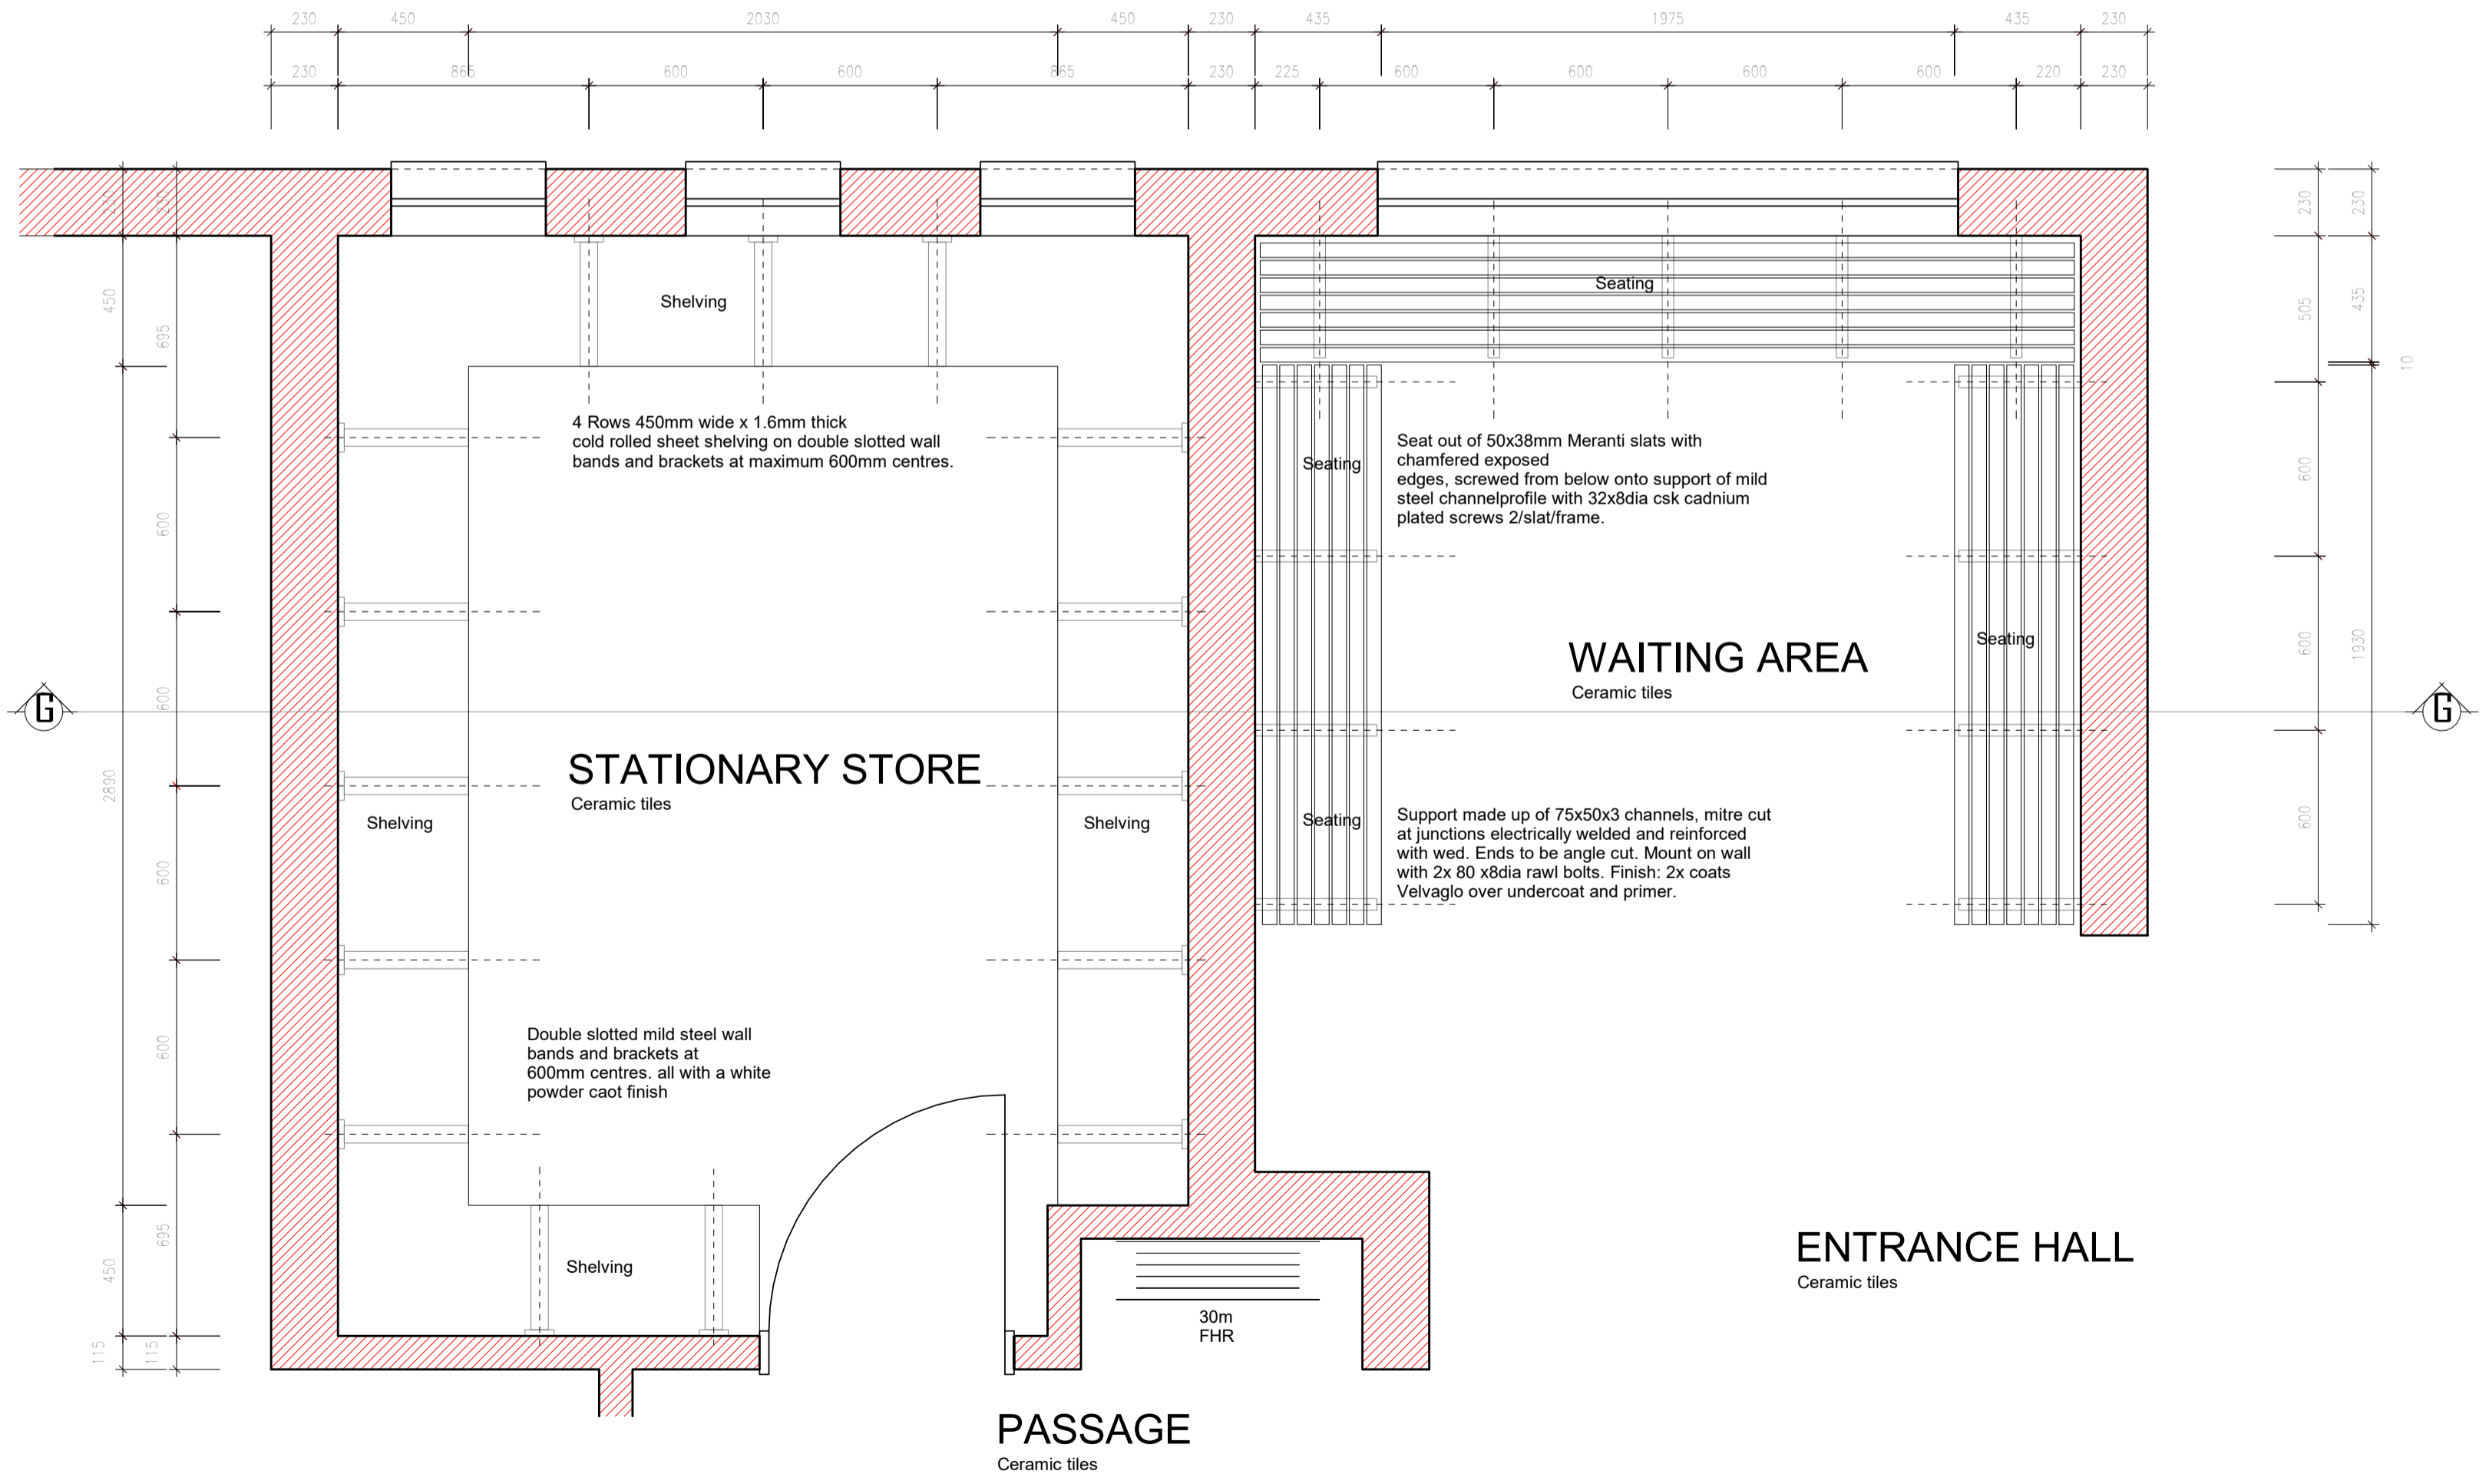 230 450 2030 450 230 435 1975 435 230
230 865 600 600 865 230 225 600 600 600 600 220 230
230 230
450
695
600
600
2890
600
600
695
450
115 115
230 230
505
435
10
600
600
1930
600
G
G
Shelving
4 Rows 450mm wide x 1.6mm thick
cold rolled sheet shelving on double slotted wall
bands and brackets at maximum 600mm centres.
STATIONARY STORE
Ceramic tiles
Shelving
Shelving
Double slotted mild steel wall
bands and brackets at
600mm centres. all with a white
powder caot finish
Shelving
Seating
Seating
Seat out of 50x38mm Meranti slats with
chamfered exposed
edges, screwed from below onto support of mild
steel channelprofile with 32x8dia csk cadnium
plated screws 2/slat/frame.
WAITING AREA
Ceramic tiles
Seating
Seating
Support made up of 75x50x3 channels, mitre cut
at junctions electrically welded and reinforced
with wed. Ends to be angle cut. Mount on wall
with 2x 80 x8dia rawl bolts. Finish: 2x coats
Velvaglo over undercoat and primer.
ENTRANCE HALL
Ceramic tiles
30m
FHR
PASSAGE
Ceramic tiles